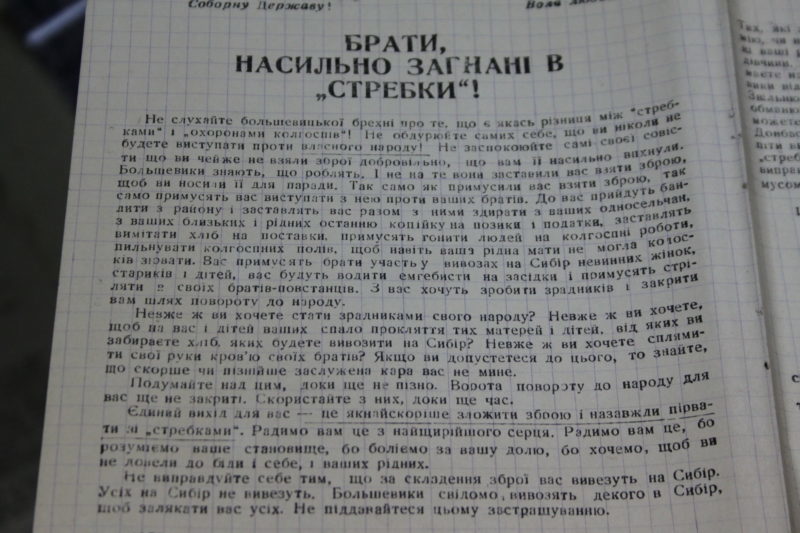 Соборну Державу!
БРАТИ,
НАСИЛЬНО ЗАГНАНІ В
„СТРЕБКИ“!
Не слухайте большевицької брехні про те, що є якась різниця між “стреб-
ками“ і „охоронами колгоспів“! Не обдурюйте самих себе, що ви ніколи не
будете виступати проти власного народу! Не заспокоюйте самі своєї совіс-
ти що ви чейже не взяли зброї добровільно, що вам її насильно впхнули.
Большевики знають, що роблять. І не на те вони заставили вас взяти зброю,
щоб ви носили її для паради. Так само як примусили вас взяти зброю, так
само примусять вас виступати з нею проти ваших братів. До вас прийдуть бан-
дити з району і заставлять вас разом з ними здирати з ваших односельчан,
з ваших близьких і рідних останню копійку на позики і податки, заставлять
вимітати хліб на поставки, примусять гонити людей на колгоспні роботи,
пильнувати колгоспних полів, щоб навіть ваша рідна мати не могла колос-
ків зірвати. Вас примусять брати участь у вивозах на Сибір невинних жінок,
стариків і дітей, вас будуть водити емгебисти на засідки і примусять стрі-
ляти в своїх братів-повстанців. З вас хочуть зробити зрадників і закрити
вам шлях повороту до народу.
Невже ж ви хочете стати зрадниками свого народу? Невже ж ви хочете,
щоб на вас і дітей ваших спало прокляття тих матерей і дітей, від яких ви
забираєте хліб, яких будете вивозити на Сибір? Невже ж ви хочете сплями-
ти свої руки кров’ю своїх братів? Якщо ви допустетеся до цього, то знайте,
що скорше чи пізнійше заслужена кара вас не мине.
Подумайте над цим, доки ще не пізно. Ворота повороту до народу для
вас ще не закриті. Скористайте з них, доки ще час.
Єдиний вихід для вас — це якнайскорше зложити зброю і назавжди пірва-
ти зі „стребками“. Радимо вам це з найщирійшого серця. Радимо вам це, бо
розуміємо ваше становище, бо боліємо за вашу долю, бо хочемо, щоб ви
не довели до біди і себе, і ваших рідних.
Не виправдуйте себе тим, що за складення зброї вас вивезуть на Сибір.
Усіх на Сибір не вивезуть. Большевики свідомо вивозять декого в Сибір,
щоб залякати вас усіх. Не піддавайтеся цьому застрашуванню.